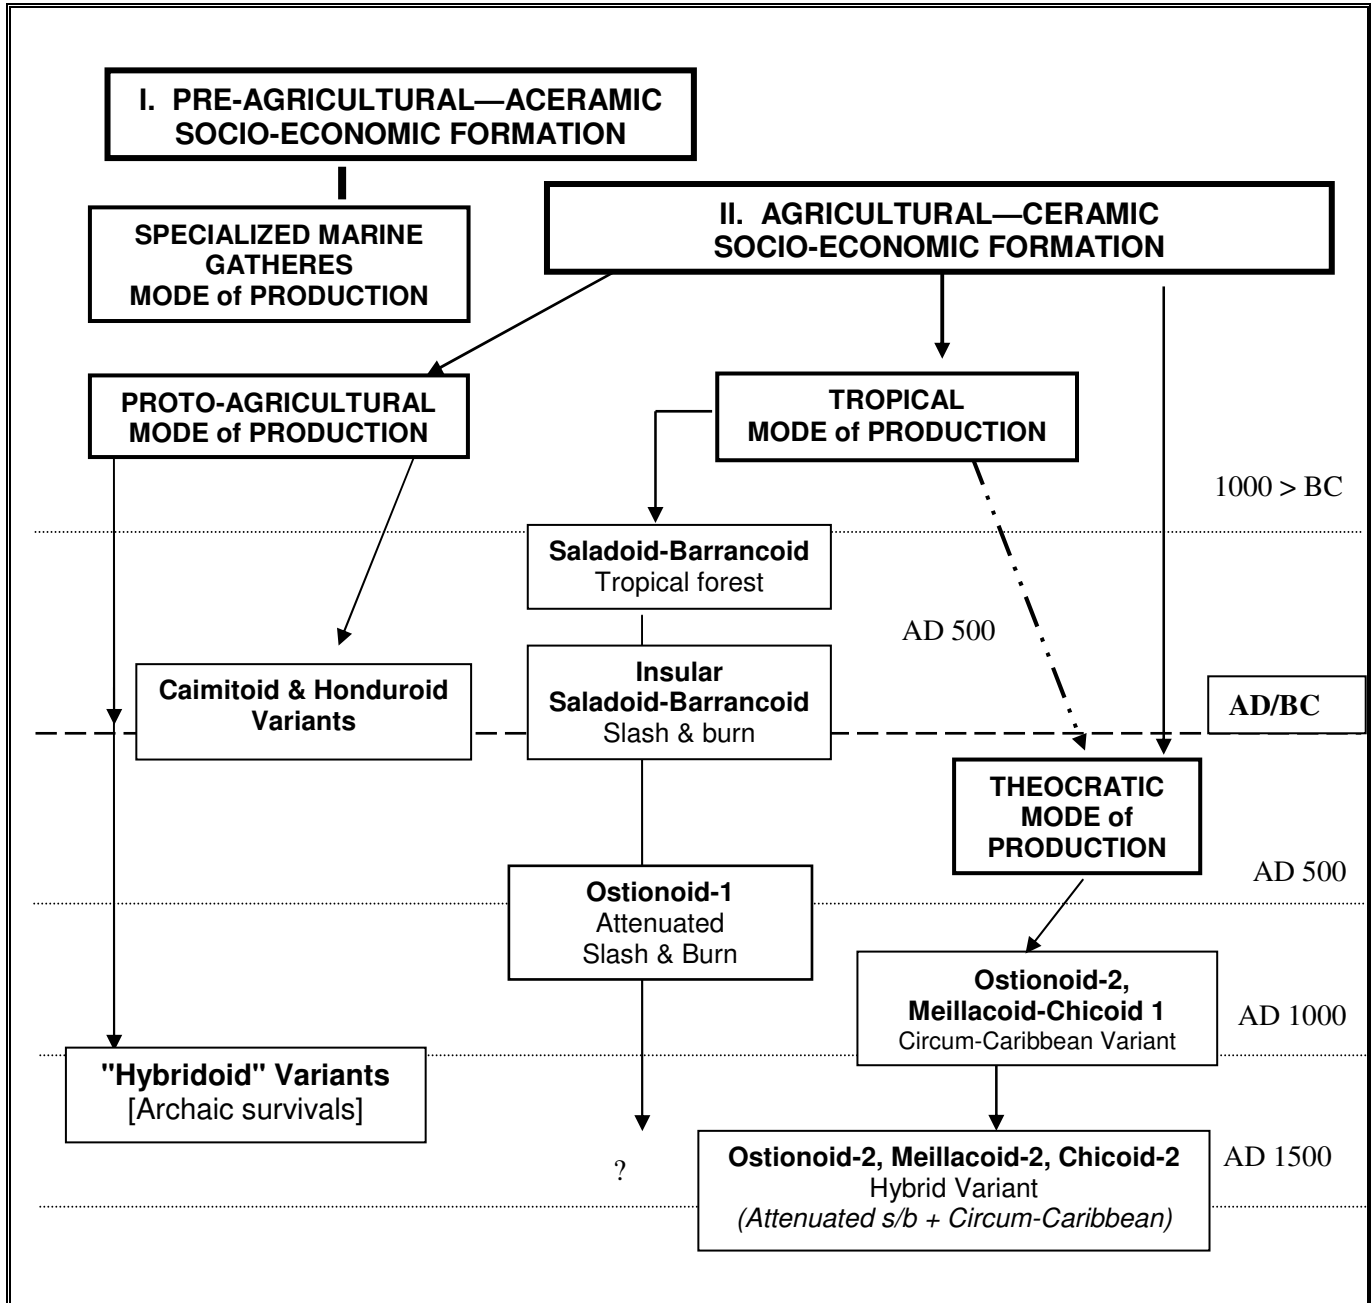 I. PRE-AGRICULTURAL—ACERAMIC
SOCIO-ECONOMIC FORMATION
SPECIALIZED MARINE
GATHERES
MODE of PRODUCTION
II. AGRICULTURAL—CERAMIC
SOCIO-ECONOMIC FORMATION
PROTO-AGRICULTURAL
MODE of PRODUCTION
TROPICAL
MODE of PRODUCTION
1000 > BC
Saladoid-Barrancoid
Tropical forest
AD 500
Caimitoid & Honduroid
Variants
Insular
Saladoid-Barrancoid
Slash & burn
AD/BC
THEOCRATIC
MODE of
PRODUCTION
AD 500
Ostionoid-1
Attenuated
Slash & Burn
Ostionoid-2,
Meillacoid-Chicoid 1
Circum-Caribbean Variant
AD 1000
"Hybridoid" Variants
[Archaic survivals]
?
Ostionoid-2, Meillacoid-2, Chicoid-2
Hybrid Variant
(Attenuated s/b + Circum-Caribbean)
AD 1500